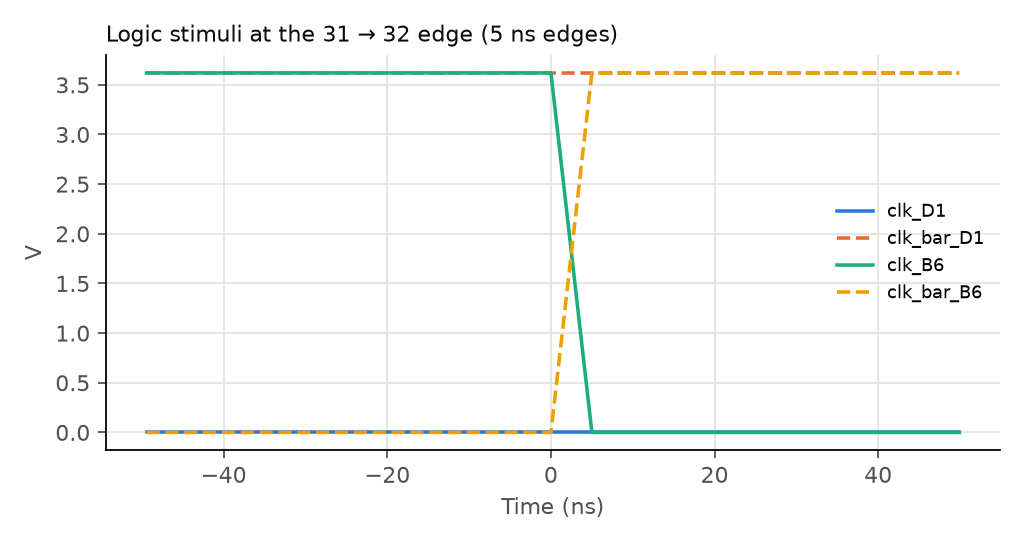 Logic stimuli at the 31 → 32 edge (5 ns edges)
3.5
3.0
2.5
2.0
1.5
1.0
0.5
0.0
V
clk_D1
clk_bar_D1
clk_B6
clk_bar_B6
−40
−20
0
20
40
Time (ns)